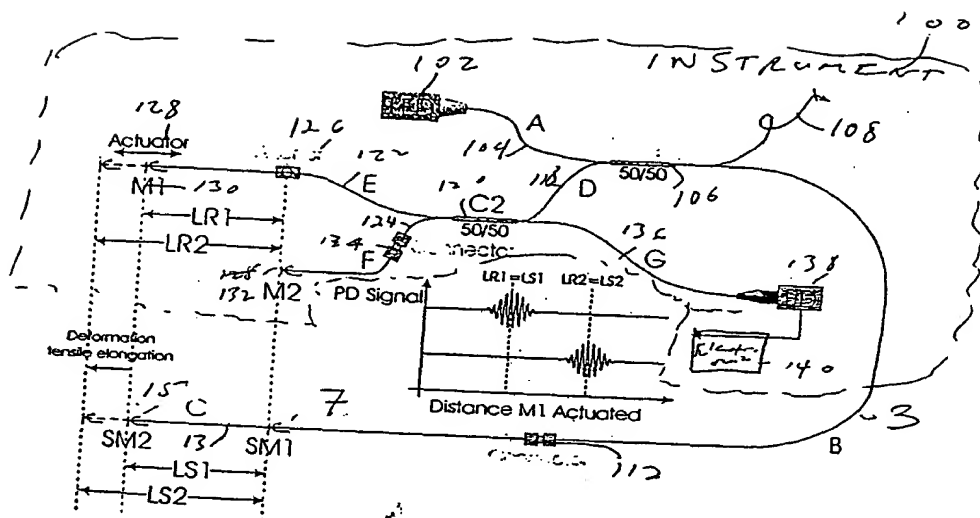 100
INSTRUMENT
102
128
126
A
108
Actuator
122
104
118
50/50
106
M1
130
E
120
D
C2
LR1
50/50
124
136
LR2
134
G
F
138
132
M2
PD Signal
LR1=LS1
LR2=LS2
Deformation
tensile elongation
140
15
C
7
Distance M1 Actuated
3
SM2
13
SM1
B
112
LS1
LS2